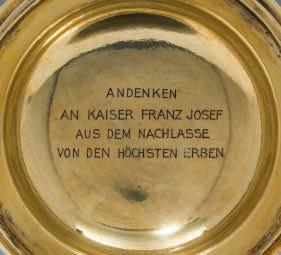 ANDENKEN
AN KAISER FRANZ JOSEF
AUS DEM NACHLASSE
VON DEN HÖCHSTEN ERBEN